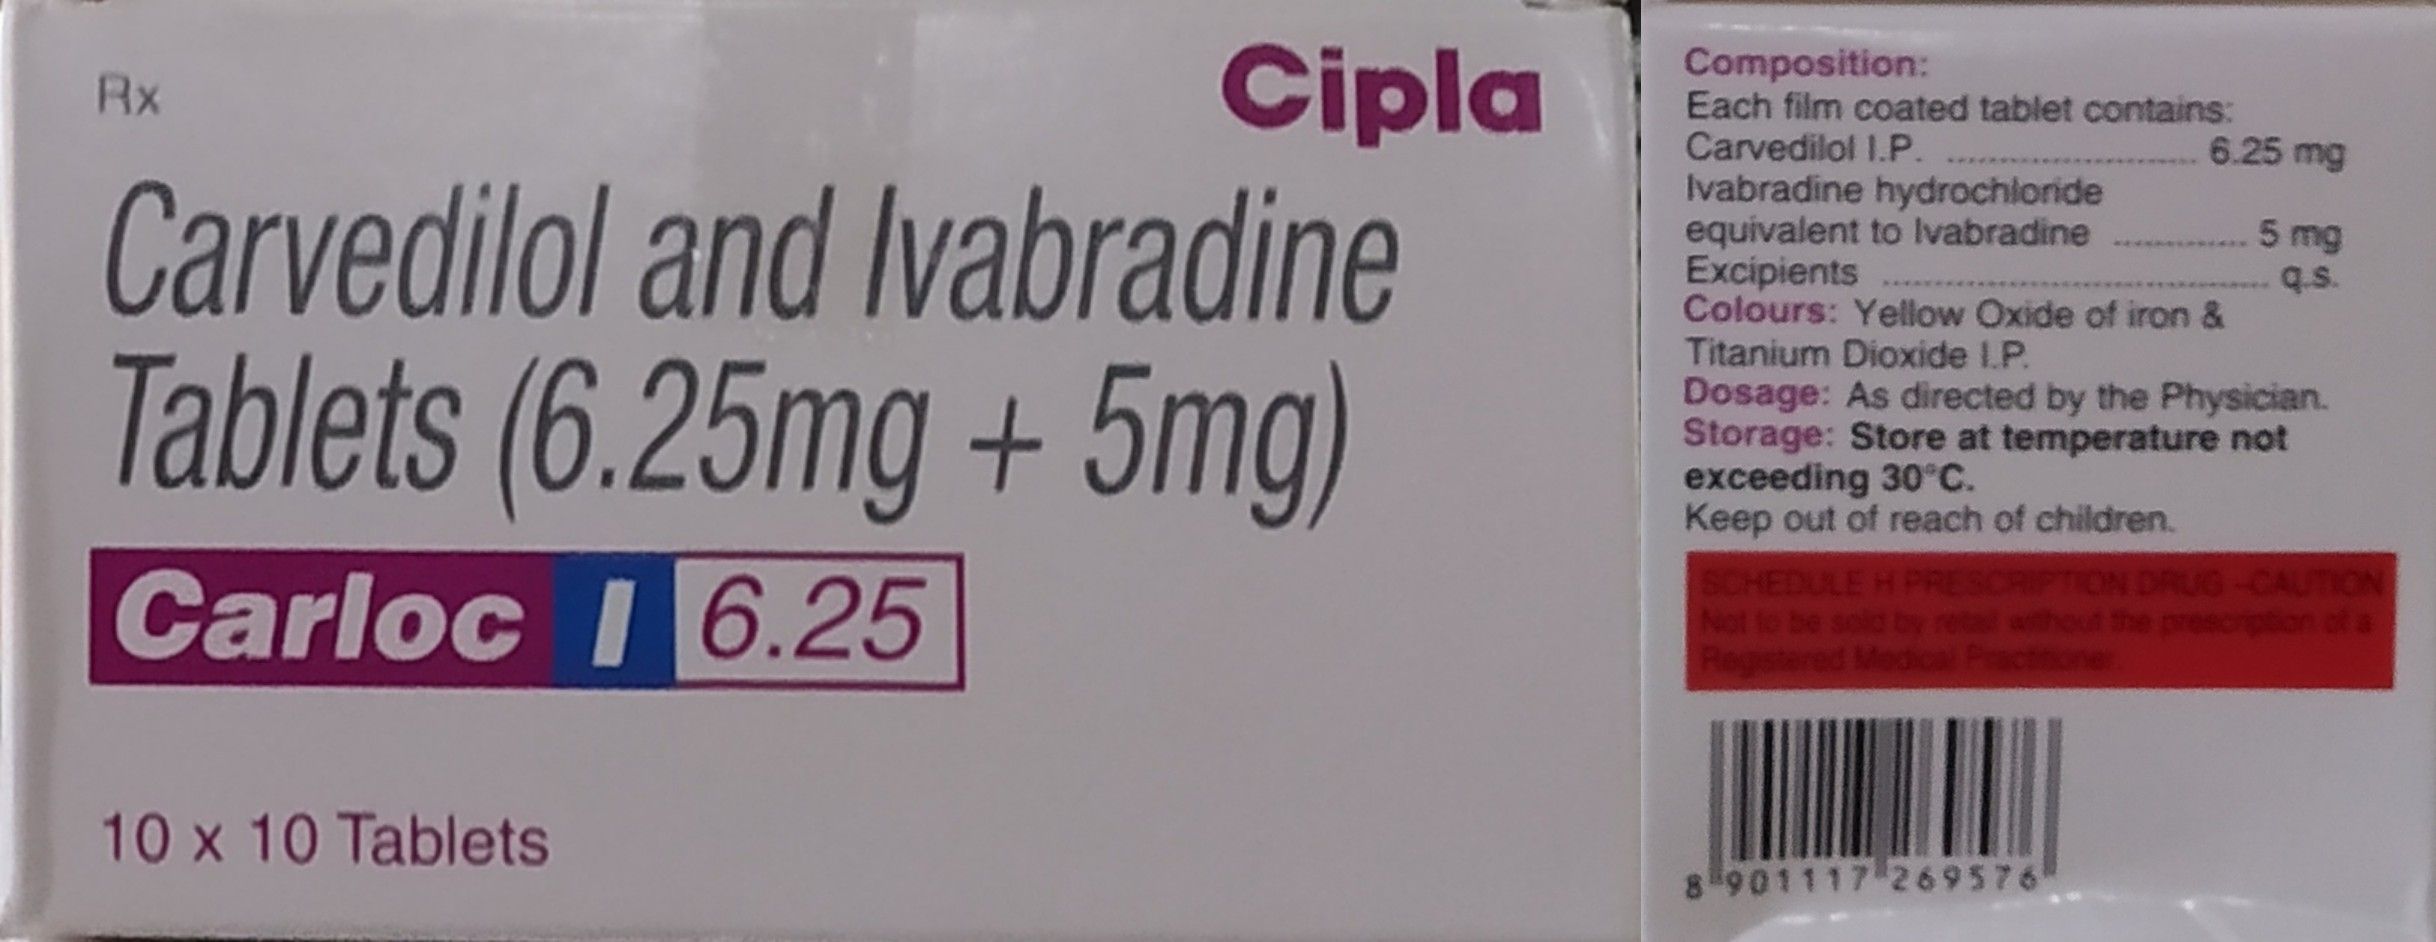 Rx
Cipla
Carvedilol and Ivabradine
Tablets (6.25mg + 5mg)
Carloc I 6.25
10 x 10 Tablets
Composition:
Each film coated tablet contains:
Carvedilol I.P. ............................... 6.25 mg
Ivabradine hydrochloride
equivalent to Ivabradine ................ 5 mg
Excipients ............................................. q.s.
Colours: Yellow Oxide of iron &
Titanium Dioxide I.P.
Dosage: As directed by the Physician.
Storage: Store at temperature not
exceeding 30°C.
Keep out of reach of children.
SCHEDULE H PRESCRIPTION DRUG -CAUTION
Not to be sold by retail without the prescription of a
Registered Medical Practitioner.
8 901117 269576